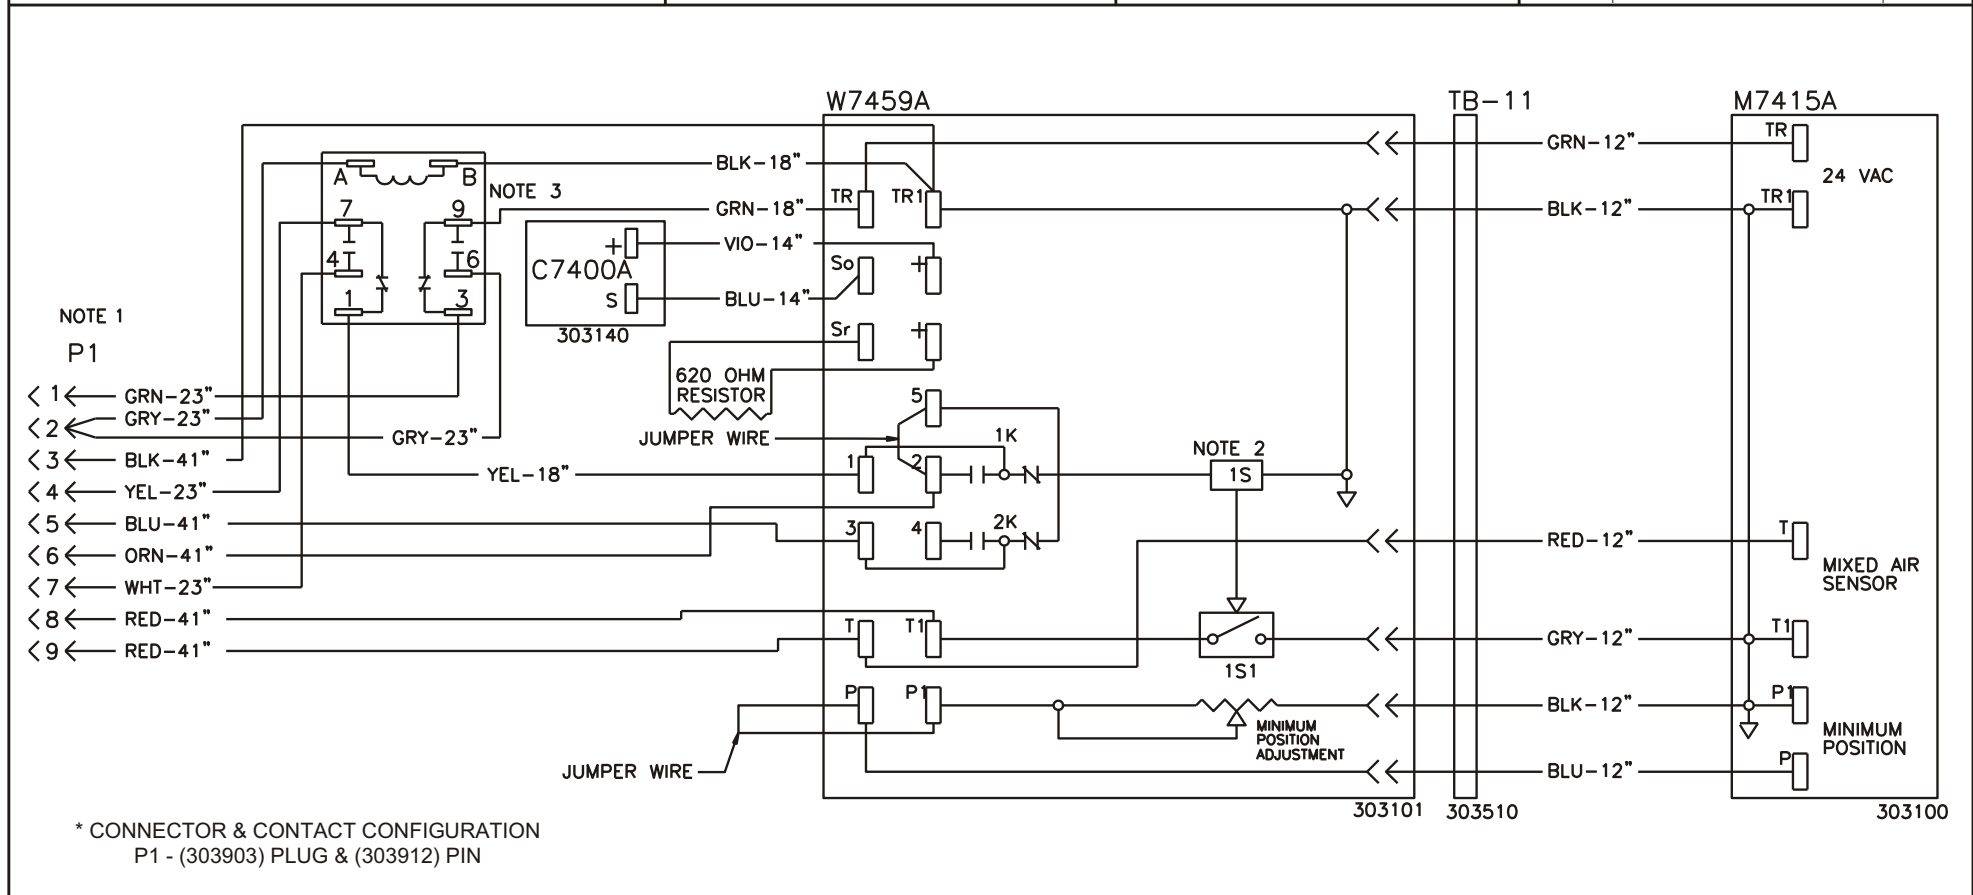 W7459A
TB-11
M7415A
GRN-12"
TR
24 VAC
A
B
BLK-18"
NOTE 3
7
9
GRN-18"
TR
TR1
BLK-12"
TR1
+
VIO-14"
C7400A
4
6
So
+
S
BLU-14"
1
3
NOTE 1
303140
Sr
+
P1
620 OHM
RESISTOR
1
GRN-23"
2
GRY-23"
GRY-23"
5
JUMPER WIRE
1K
NOTE 2
3
BLK-41"
1
2
YEL-18"
1S
4
YEL-23"
5
BLU-41"
3
4
2K
RED-12"
T
6
ORN-41"
MIXED AIR
SENSOR
7
WHT-23"
8
RED-41"
T
T1
GRY-12"
T1
9
RED-41"
1S1
P
P1
BLK-12"
P1
MINIMUM
POSITION
ADJUSTMENT
MINIMUM
POSITION
JUMPER WIRE
BLU-12"
P
303101
303510
303100
* CONNECTOR & CONTACT CONFIGURATION
P1 - (303903) PLUG & (303912) PIN